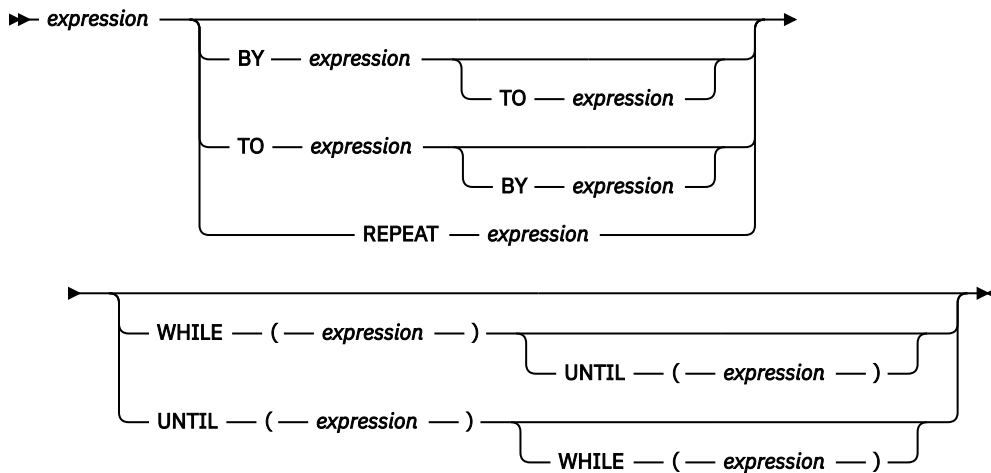 expression
BY expression
TO expression
TO expression
BY expression
REPEAT expression
WHILE ( expression )
UNTIL ( expression )
UNTIL ( expression )
WHILE ( expression )